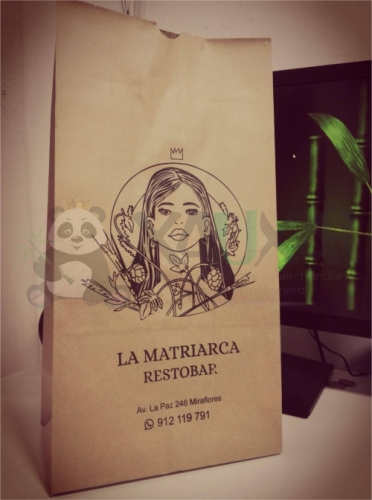 LA MATRIARCA
RESTOBAR.
Av. La Paz 246 Miraflores
912 119 791